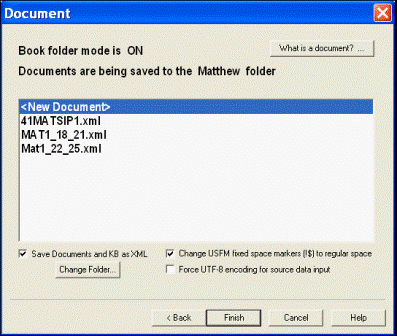 Document
Book folder mode is ON
What is a document? ...
Documents are being saved to the Matthew folder
<New Document>
41MATSIP1.xml
MAT1_18_21.xml
Mat1_22_25.xml
Save Documents and KB as XML
Change USFM fixed space markers (!$) to regular space
Change Folder...
Force UTF-8 encoding for source data input
< Back
Finish
Cancel
Help